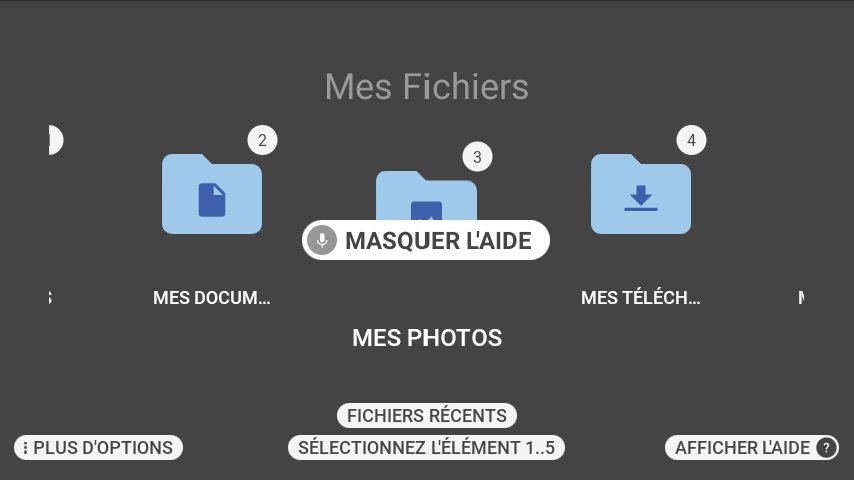 Mes Fichiers
2
3
4
MASQUER L'AIDE
MES DOCUM...
MES TÉLÉCH...
MES PHOTOS
FICHIERS RÉCENTS
PLUS D'OPTIONS
SÉLECTIONNEZ L'ÉLÉMENT 1..5
AFFICHER L'AIDE ?